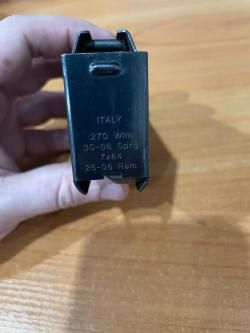 ITALY
.270 Win.
30-06 Sprg
7x64
25-06 Rem.